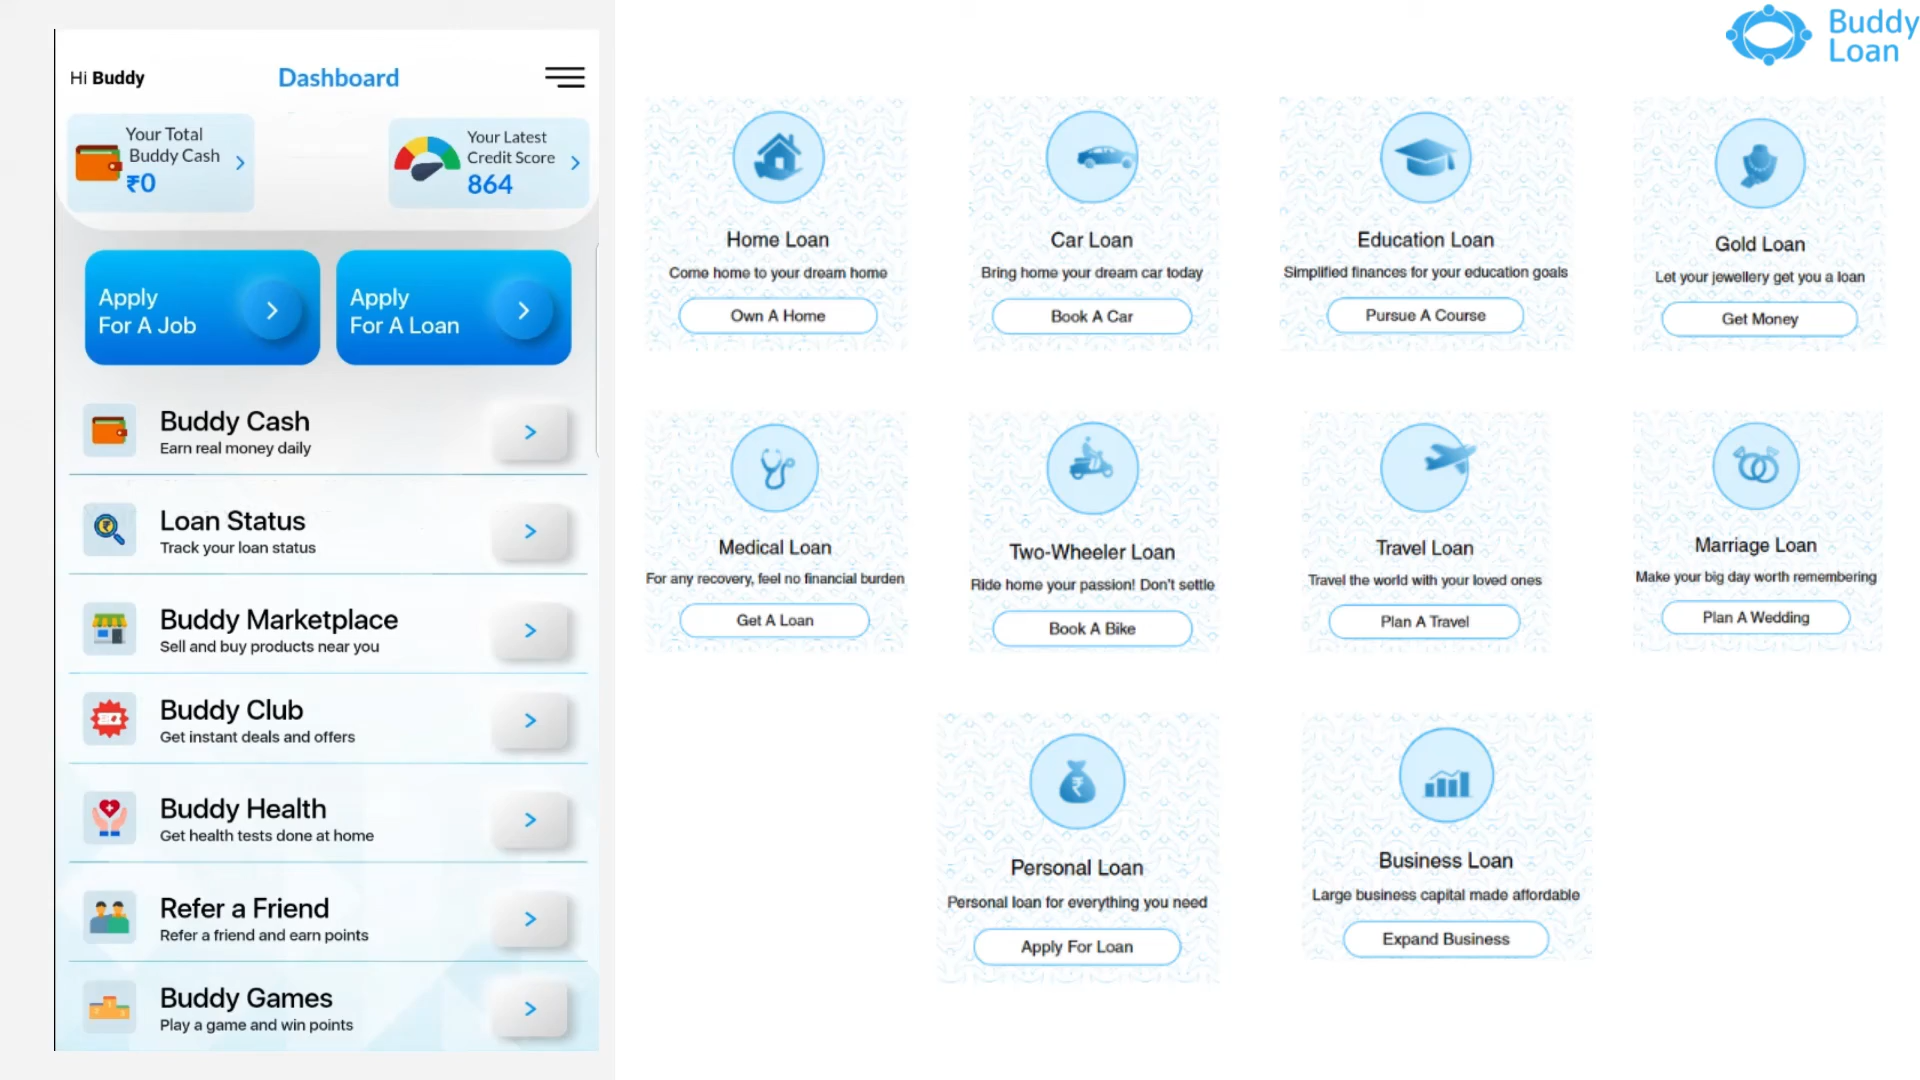 Hi Buddy
Dashboard
Your Total
Buddy Cash
₹0
Your Latest
Credit Score
864
Apply
For A Job
Apply
For A Loan
Buddy Cash
Earn real money daily
Loan Status
Track your loan status
Buddy Marketplace
Sell and buy products near you
Buddy Club
Get instant deals and offers
Buddy Health
Get health tests done at home
Refer a Friend
Refer a friend and earn points
Buddy Games
Play a game and win points
Buddy
Loan
Home Loan
Come home to your dream home
Own A Home
Car Loan
Bring home your dream car today
Book A Car
Education Loan
Simplified finances for your education goals
Pursue A Course
Gold Loan
Let your jewellery get you a loan
Get Money
Medical Loan
For any recovery, feel no financial burden
Get A Loan
Two-Wheeler Loan
Ride home your passion! Don't settle
Book A Bike
Travel Loan
Travel the world with your loved ones
Plan A Travel
Marriage Loan
Make your big day worth remembering
Plan A Wedding
Personal Loan
Personal loan for everything you need
Apply For Loan
Business Loan
Large business capital made affordable
Expand Business